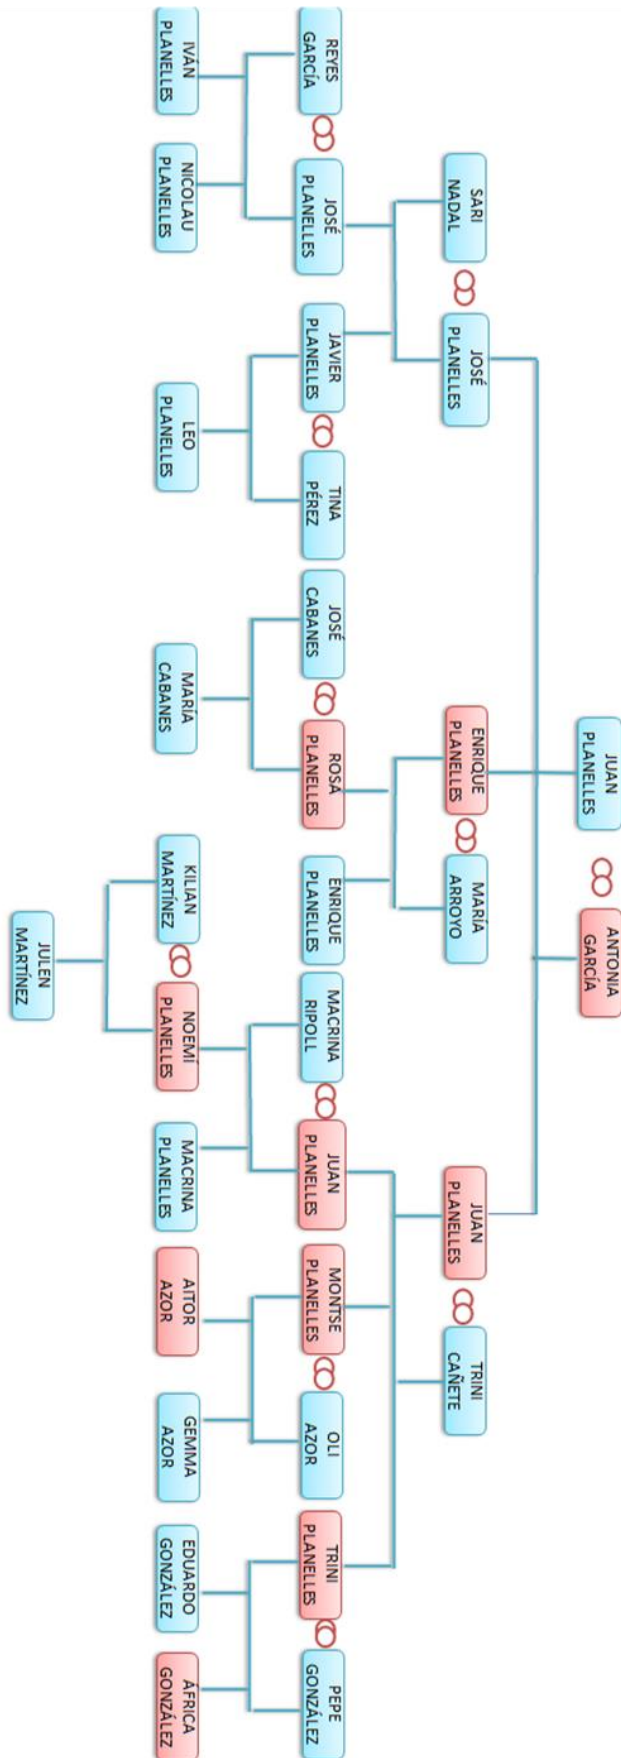 JUAN
PLANELLES
ANTONIA
GARCÍA
SARI
NADAL
JOSÉ
PLANELLES
ENRIQUE
PLANELLES
MARÍA
ARROYO
JUAN
PLANELLES
TRINI
CAÑETE
REYES
GARCÍA
JOSÉ
PLANELLES
JAVIER
PLANELLES
TINA
PÉREZ
JOSÉ
CABANES
ROSA
PLANELLES
ENRIQUE
PLANELLES
MACRINA
RIPOLL
JUAN
PLANELLES
MONTSE
PLANELLES
OLI
AZOR
TRINI
PLANELLES
PEPE
GONZÁLEZ
IVÁN
PLANELLES
NICOLAU
PLANELLES
LEO
PLANELLES
MARÍA
CABANES
KILIAN
MARTÍNEZ
NOEMÍ
PLANELLES
MACRINA
PLANELLES
AITOR
AZOR
GEMMA
AZOR
EDUARDO
GONZÁLEZ
ÁFRICA
GONZÁLEZ
JULEN
MARTÍNEZ